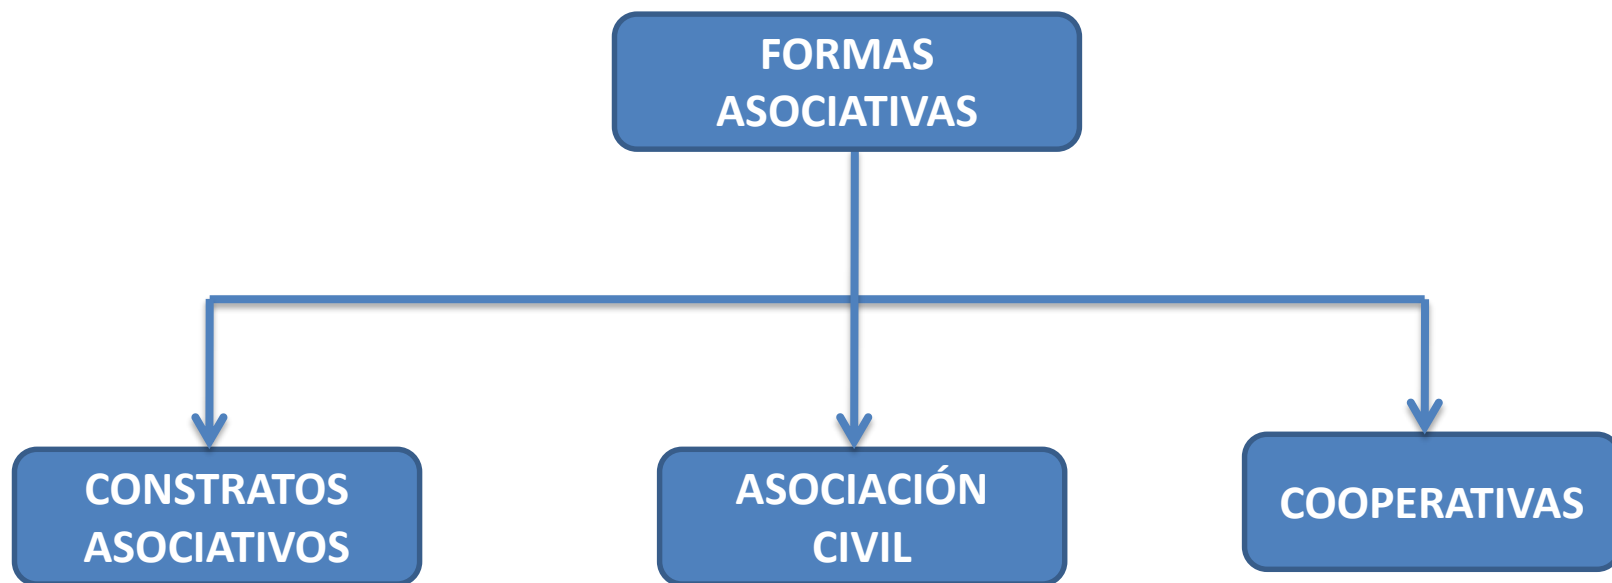 FORMAS
ASOCIATIVAS
CONSTRATOS
ASOCIATIVOS
ASOCIACIÓN
CIVIL
COOPERATIVAS